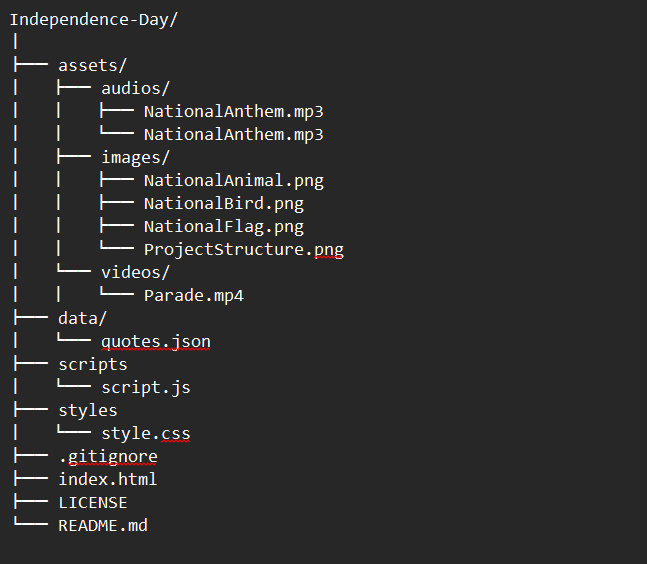 Independence-Day/
│
├── assets/
│   ├── audios/
│   │   ├── NationalAnthem.mp3
│   │   └── NationalAnthem.mp3
│   ├── images/
│   │   ├── NationalAnimal.png
│   │   ├── NationalBird.png
│   │   ├── NationalFlag.png
│   │   └── ProjectStructure.png
│   └── videos/
│   │   └── Parade.mp4
├── data/
│   └── quotes.json
├── scripts
│   └── script.js
├── styles
│   └── style.css
├── .gitignore
├── index.html
├── LICENSE
└── README.md